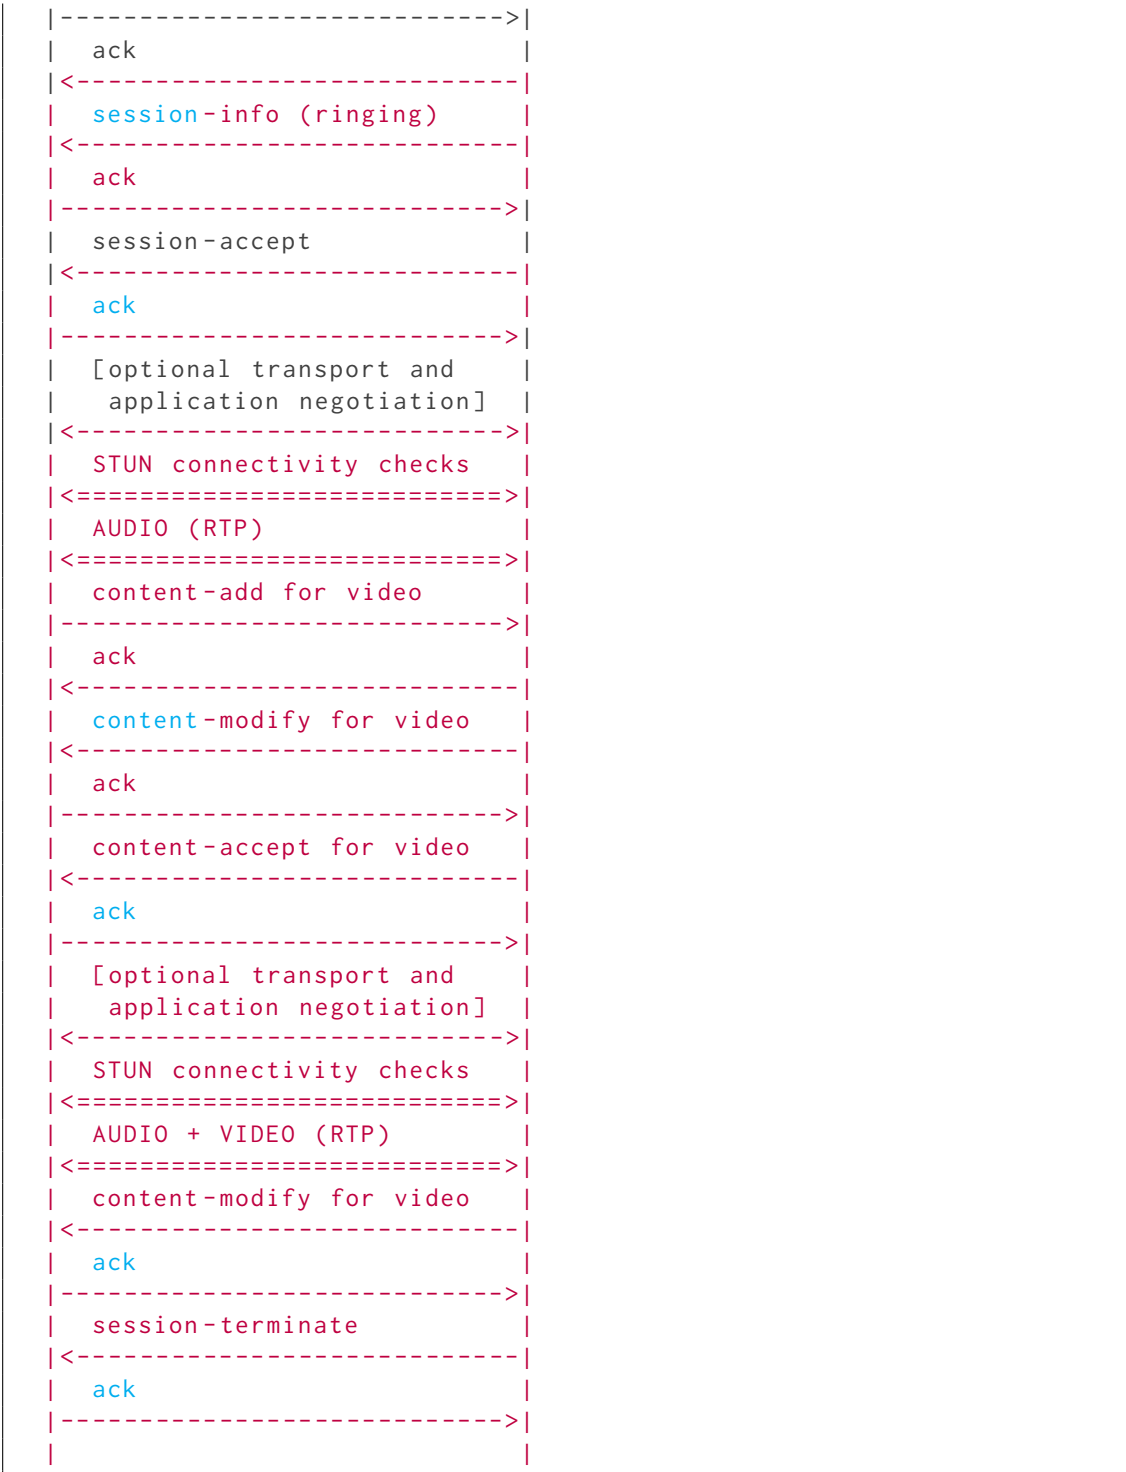 |---------------------------->|
|  ack                        |
|<----------------------------|
|  session-info (ringing)     |
|<----------------------------|
|  ack                        |
|---------------------------->|
|  session-accept             |
|<----------------------------|
|  ack                        |
|---------------------------->|
|  [optional transport and    |
|   application negotiation]  |
|<--------------------------->|
|  STUN connectivity checks   |
|<===========================>|
|  AUDIO (RTP)                |
|<===========================>|
|  content-add for video      |
|---------------------------->|
|  ack                        |
|<----------------------------|
|  content-modify for video   |
|<----------------------------|
|  ack                        |
|---------------------------->|
|  content-accept for video   |
|<----------------------------|
|  ack                        |
|---------------------------->|
|  [optional transport and    |
|   application negotiation]  |
|<--------------------------->|
|  STUN connectivity checks   |
|<===========================>|
|  AUDIO + VIDEO (RTP)        |
|<===========================>|
|  content-modify for video   |
|<----------------------------|
|  ack                        |
|---------------------------->|
|  session-terminate          |
|<----------------------------|
|  ack                        |
|---------------------------->|
|                             |